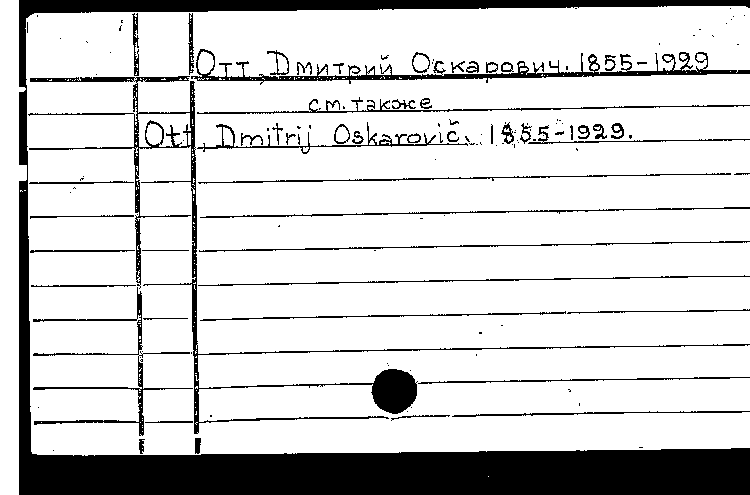 Отт, Дмитрий Оскарович. 1855-1929
см. также
Ott, Dmitrij Oskarovič. 1855-1929.